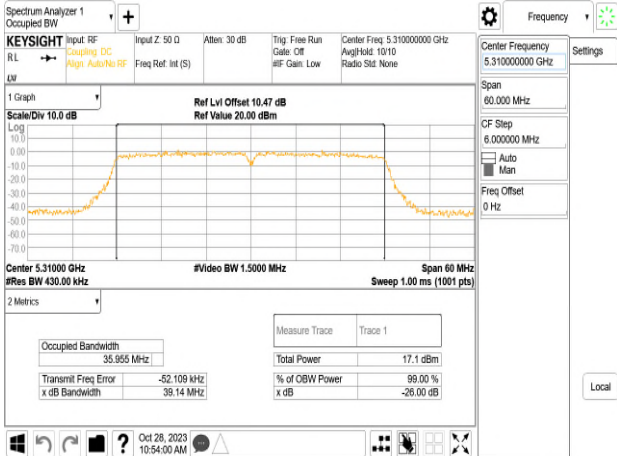 Spectrum Analyzer 1
Occupied BW
Frequency
KEYSIGHT
RL
Input: RF
Coupling: DC
Align: Auto/No RF
Input Z: 50 Ω
Freq Ref: Int (S)
Atten: 30 dB
Trig: Free Run
Gate: Off
#IF Gain: Low
Center Freq: 5.310000000 GHz
Avg|Hold: 10/10
Radio Std: None
Center Frequency
5.310000000 GHz
Settings
Span
60.000 MHz
CF Step
6.000000 MHz
Auto
Man
Freq Offset
0 Hz
Local
1 Graph
Scale/Div 10.0 dB
Ref Lvl Offset 10.47 dB
Ref Value 20.00 dBm
Log
10.0
0.00
-10.0
-20.0
-30.0
-40.0
-50.0
-60.0
-70.0
Center 5.31000 GHz
#Res BW 430.00 kHz
#Video BW 1.5000 MHz
Span 60 MHz
Sweep 1.00 ms (1001 pts)
2 Metrics
Measure Trace Trace 1
Occupied Bandwidth
35.955 MHz
Total Power 17.1 dBm
Transmit Freq Error -52.109 kHz
% of OBW Power 99.00 %
x dB Bandwidth 39.14 MHz
x dB -26.00 dB
Oct 28, 2023
10:54:00 AM